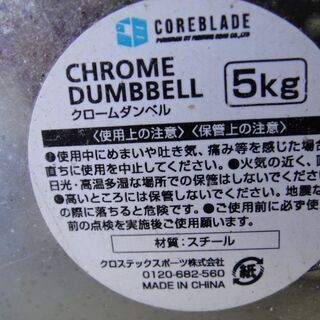 COREBLADE
CHROME
DUMBBELL
5kg
クロームダンベル
〈使用上の注意〉〈保管上の注意〉
使用中にめまいや吐き気、痛み等を感じた場合
直ちに使用を中止してください。●火気の近く、直
日光・高温多湿な場所での保管はしないでくださ
●高いところには保管しないでください。地震な
の際に落ちると危険です。●ご使用前に必ず使
前の点検を実施後ご使用願います。
材質：スチール
クロステックスポーツ株式会社
0120-682-560
MADE IN CHINA
紙